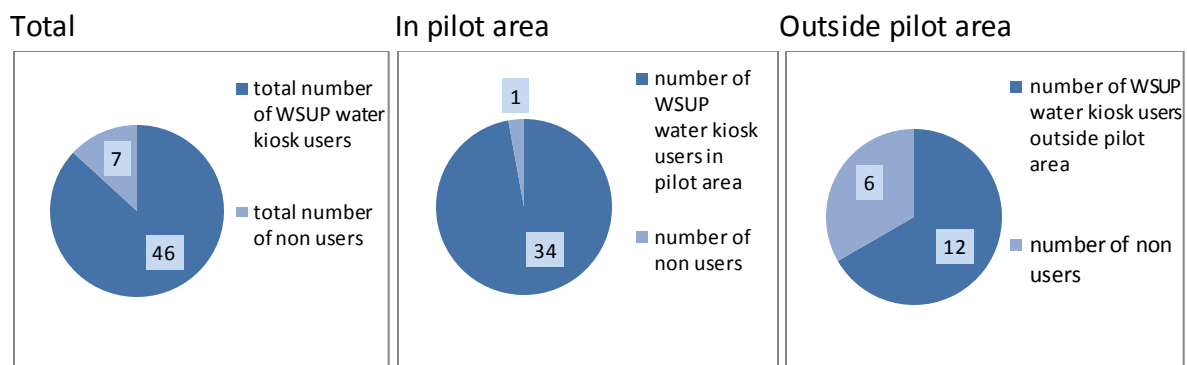 Total
total number
of WSUP water
kiosk users
7
total number
of non users
46
In pilot area
number of
WSUP
water kiosk
users in
pilot area
1
number of
non users
34
Outside pilot area
number of WSUP
water kiosk users
outside pilot
area
6
number of non
users
12